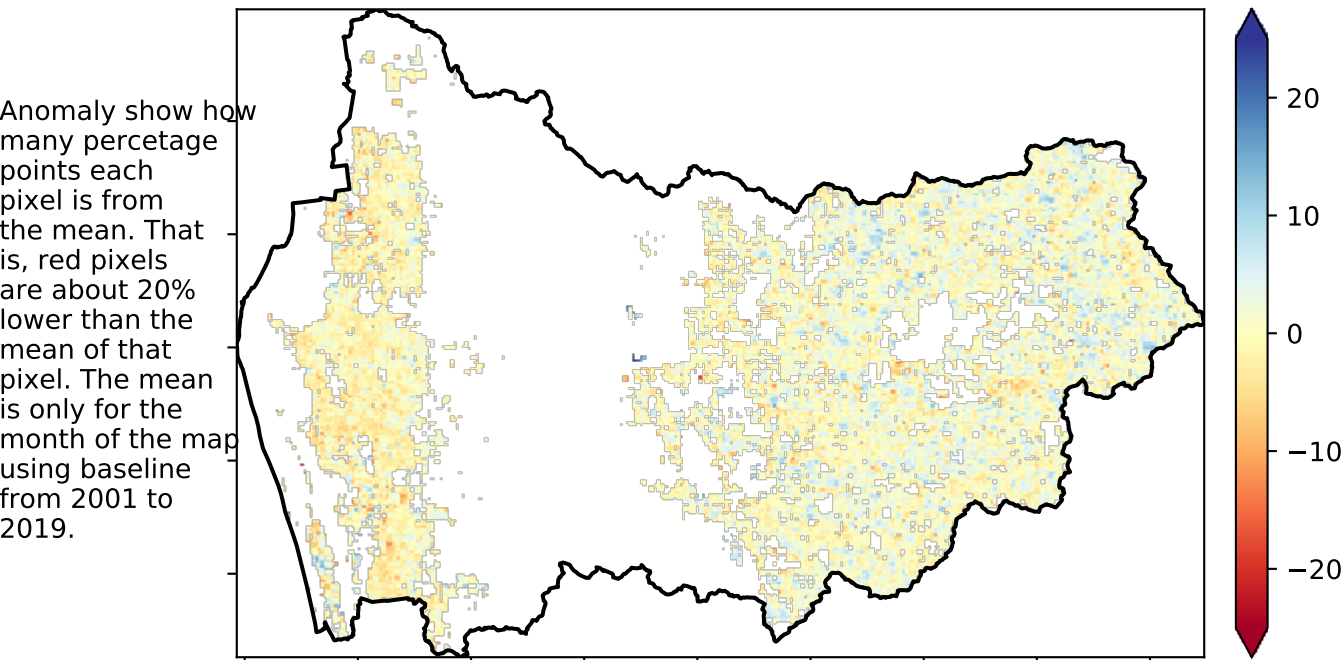 Anomaly show how
many percetage
points each
pixel is from
the mean. That
is, red pixels
are about 20%
lower than the
mean of that
pixel. The mean
is only for the
month of the map
using baseline
from 2001 to
2019.
20
10
0
−10
−20